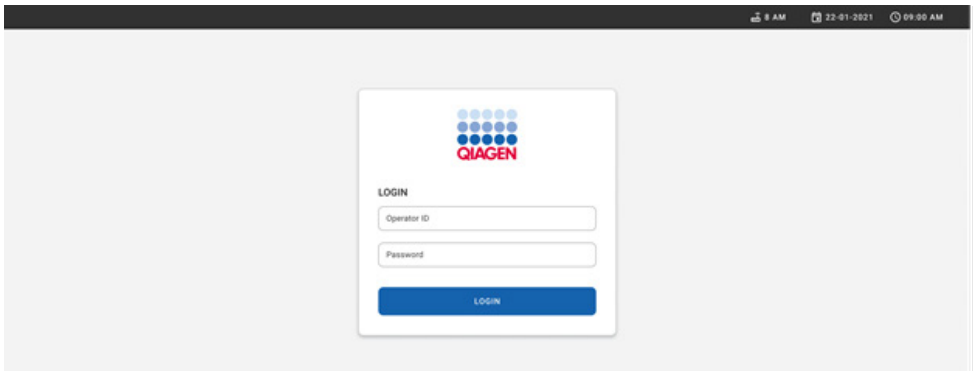 8 AM 22-01-2021 09:00 AM
QIAGEN
LOGIN
Operator ID
Password
LOGIN